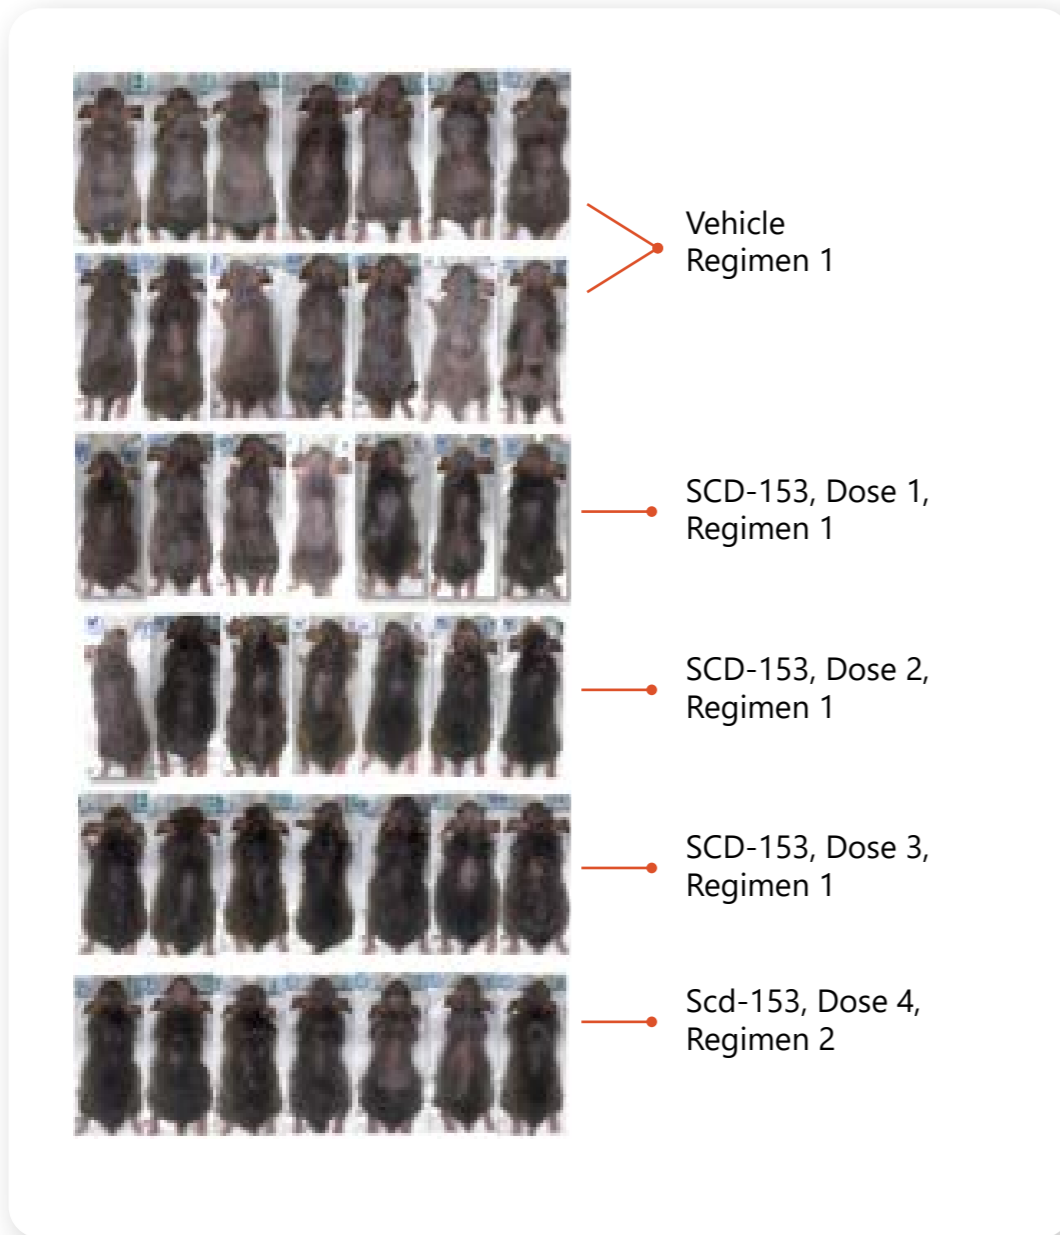 Vehicle
Regimen 1
SCD-153, Dose 1,
Regimen 1
SCD-153, Dose 2,
Regimen 1
SCD-153, Dose 3,
Regimen 1
Scd-153, Dose 4,
Regimen 2